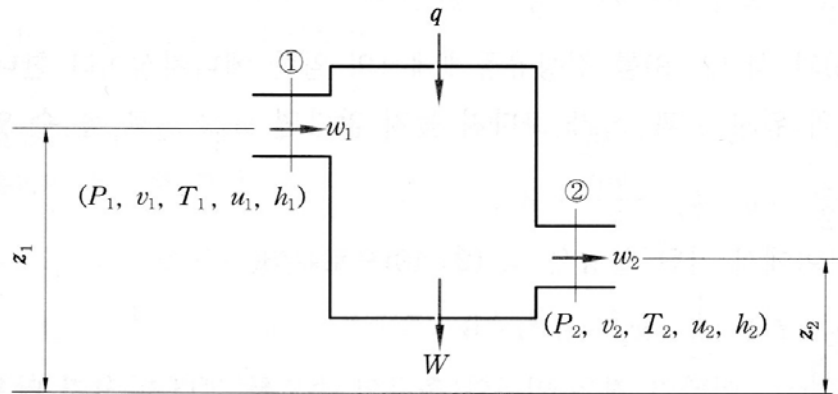 q
①
w₁
(P₁, v₁, T₁, u₁, h₁)
z₁
②
w₂
(P₂, v₂, T₂, u₂, h₂)
z₂
W